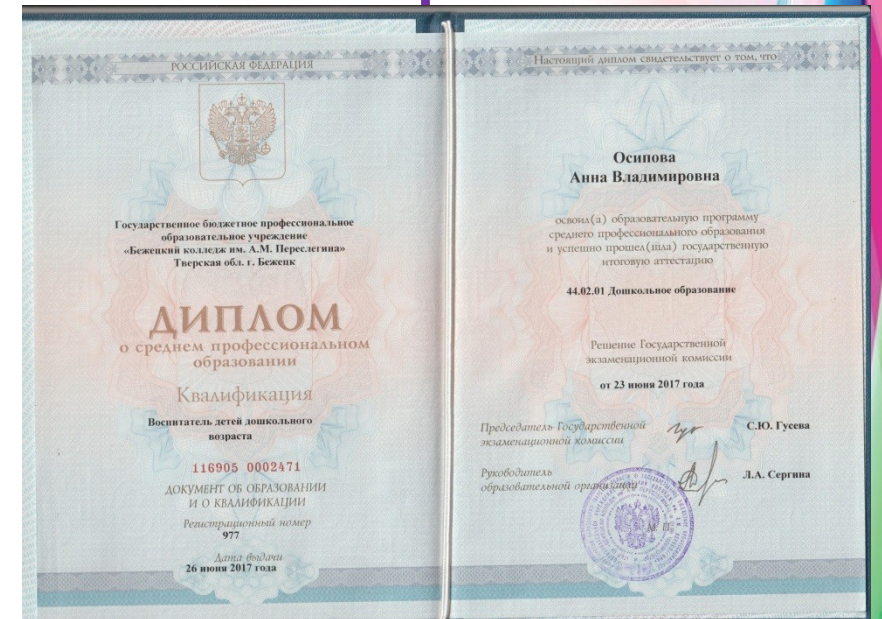 РОССИЙСКАЯ ФЕДЕРАЦИЯ
Государственное бюджетное профессиональное
образовательное учреждение
«Бежецкий колледж им. А.М. Переслегина»
Тверская обл. г. Бежецк
ДИПЛОМ
о среднем профессиональном
образовании
Квалификация
Воспитатель детей дошкольного
возраста
116905 0002471
ДОКУМЕНТ ОБ ОБРАЗОВАНИИ
И О КВАЛИФИКАЦИИ
Регистрационный номер
977
Дата выдачи
26 июня 2017 года
Настоящий диплом свидетельствует о том, что
Осипова
Анна Владимировна
освоил(а) образовательную программу
среднего профессионального образования
и успешно прошел(шла) государственную
итоговую аттестацию
44.02.01 Дошкольное образование
Решение Государственной
экзаменационной комиссии
от 23 июня 2017 года
Председатель Государственной
экзаменационной комиссии
С.Ю. Гусева
Руководитель
образовательной организации
Л.А. Сергина
М. П.